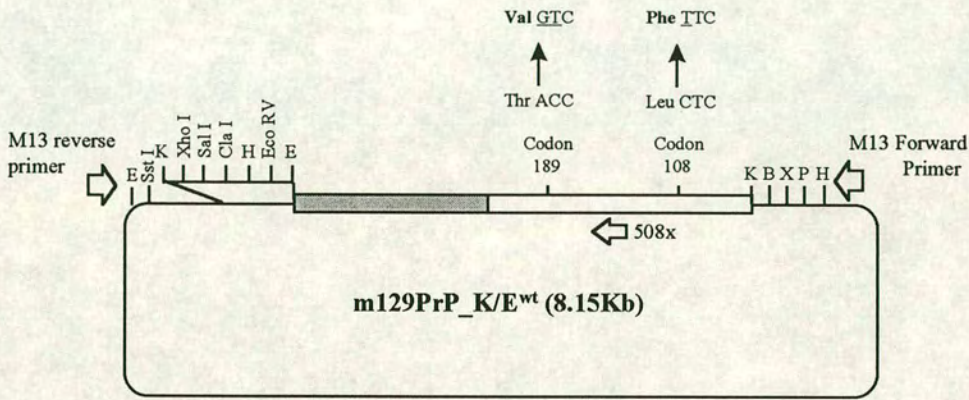 Val GTC
Phe TTC
Thr ACC
Leu CTC
M13 reverse
primer
E
Sst I
K
Xho I
Sal I
Cla I
H
Eco RV
E
Codon
189
Codon
108
K B X P H
M13 Forward
Primer
508x
m129PrP_K/E^wt (8.15Kb)